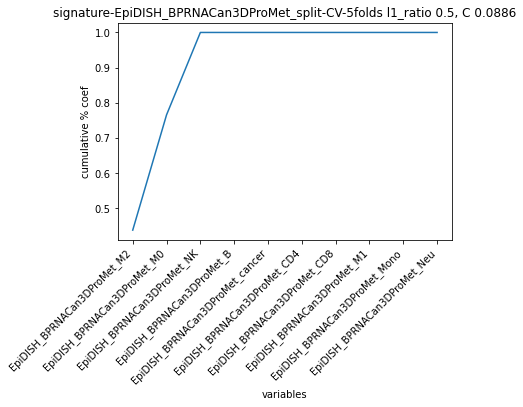 signature-EpiDISH_BPRNACan3DProMet_split-CV-5folds l1_ratio 0.5, C 0.0886
1.0
0.9
0.8
0.7
0.6
0.5
cumulative % coef
EpiDISH_BPRNACan3DProMet_M2
EpiDISH_BPRNACan3DProMet_M0
EpiDISH_BPRNACan3DProMet_NK
EpiDISH_BPRNACan3DProMet_B
EpiDISH_BPRNACan3DProMet_cancer
EpiDISH_BPRNACan3DProMet_CD4
EpiDISH_BPRNACan3DProMet_CD8
EpiDISH_BPRNACan3DProMet_M1
EpiDISH_BPRNACan3DProMet_Mono
EpiDISH_BPRNACan3DProMet_Neu
variables